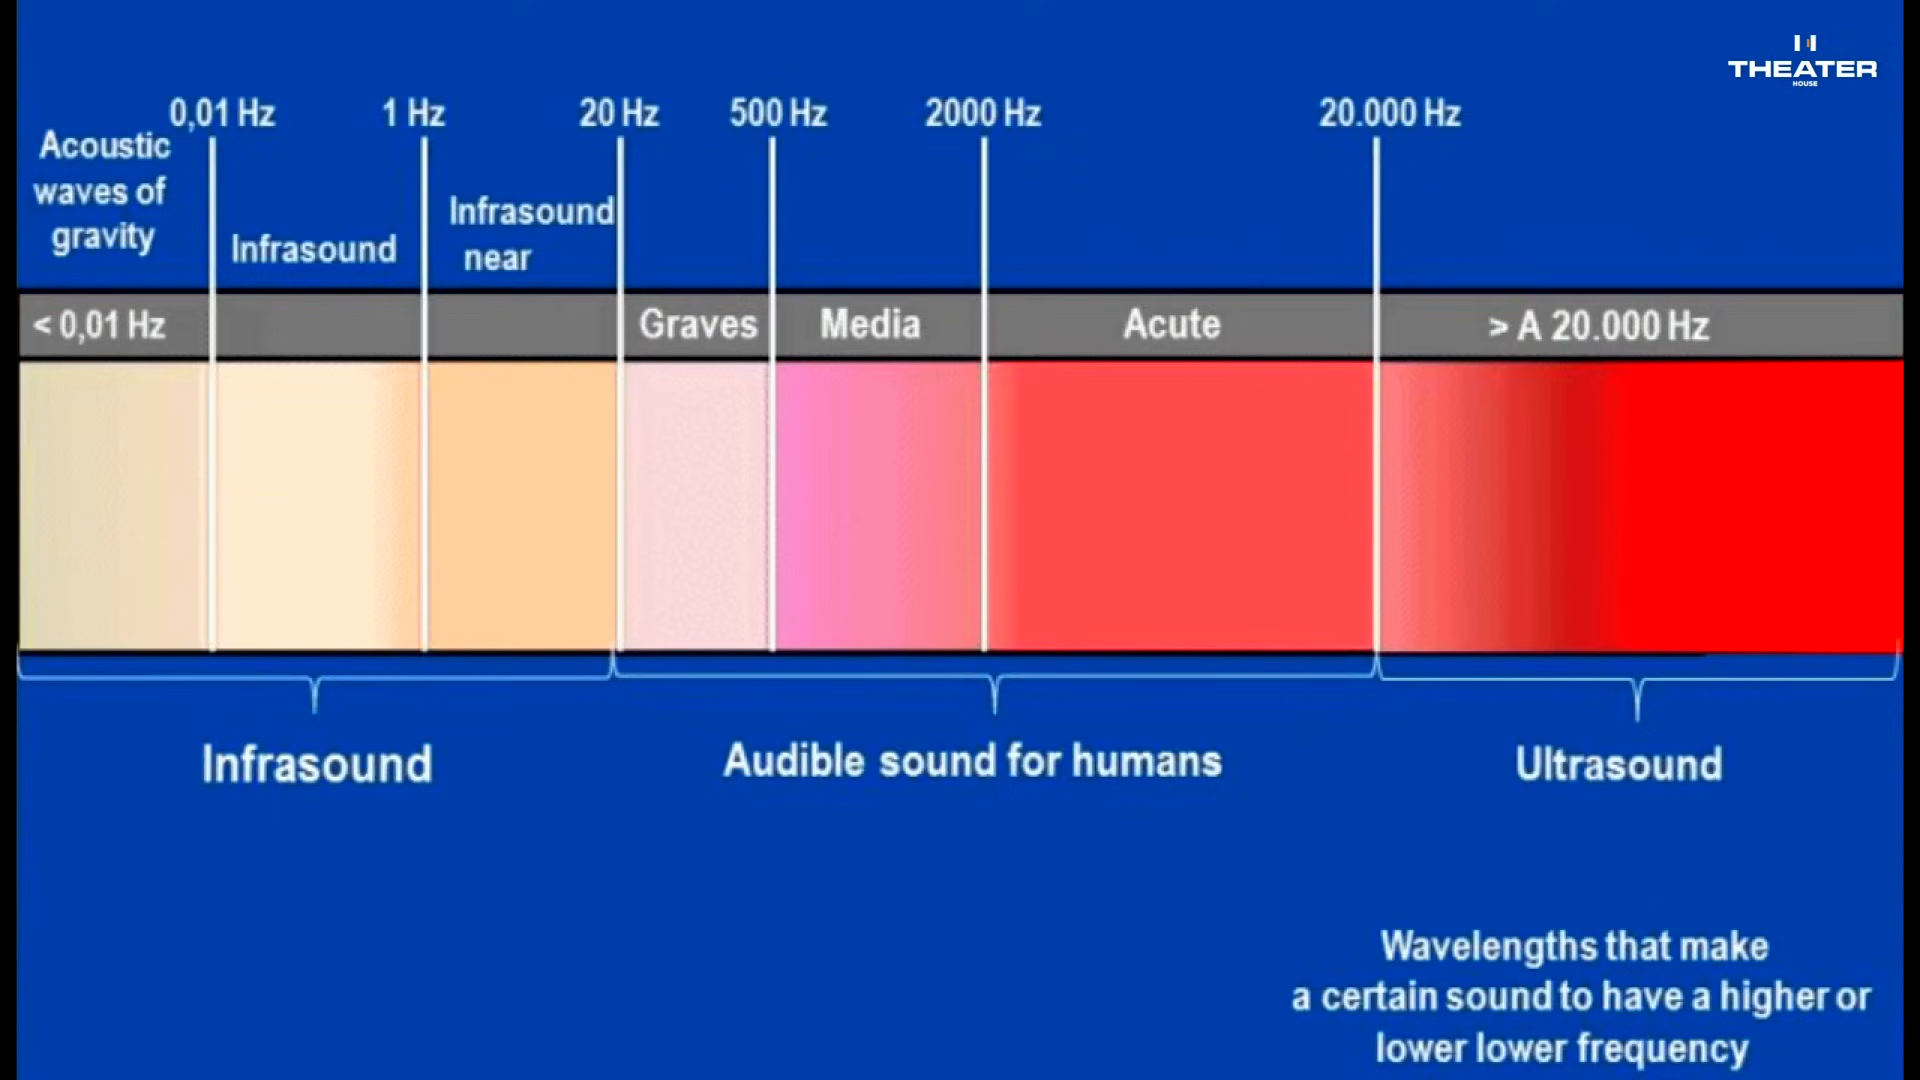 THEATER
HOUSE
0,01 Hz
1 Hz
20 Hz
500 Hz
2000 Hz
20.000 Hz
Acoustic
waves of
gravity
Infrasound
Infrasound
near
< 0,01 Hz
Graves
Media
Acute
> A 20.000 Hz
Infrasound
Audible sound for humans
Ultrasound
Wavelengths that make
a certain sound to have a higher or
lower lower frequency